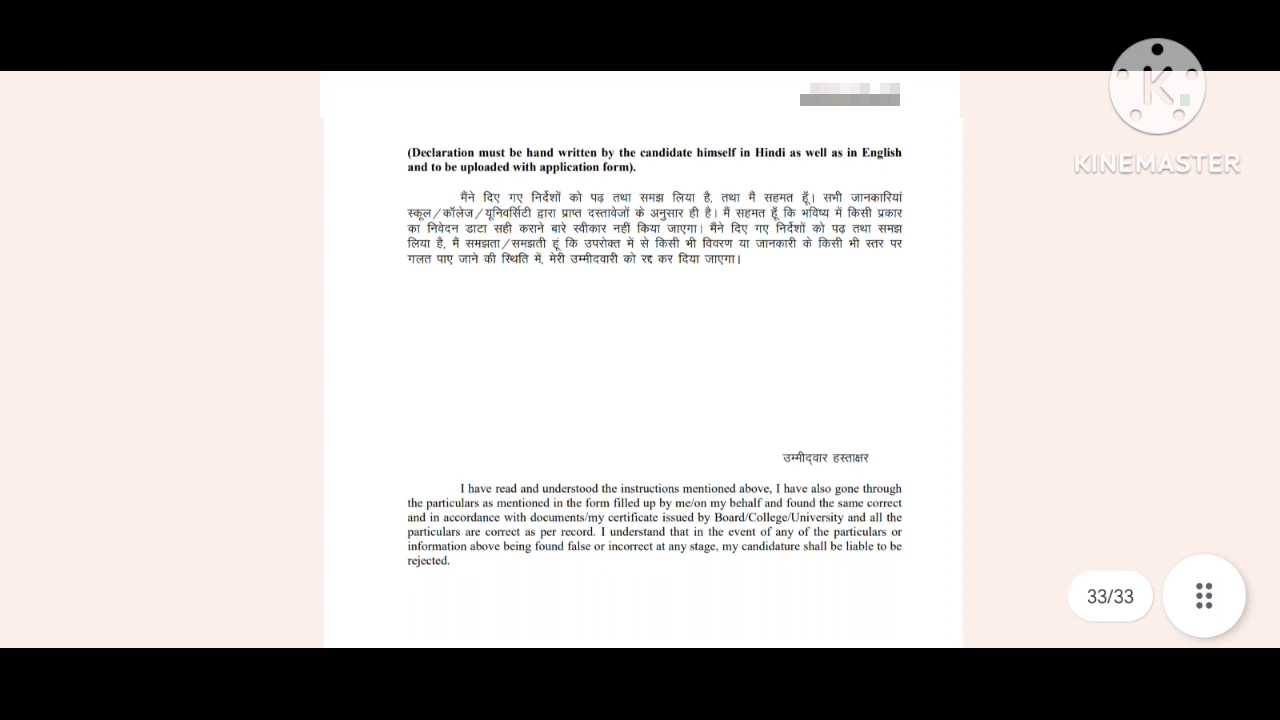 KINEMASTER
(Declaration must be hand written by the candidate himself in Hindi as well as in English
and to be uploaded with application form).
मैंने दिए गए निर्देशों को पढ़ तथा समझ लिया है, तथा मैं सहमत हूँ। सभी जानकारियां
स्कूल/कॉलेज/यूनिवर्सिटी द्वारा प्राप्त दस्तावेजों के अनुसार ही है। मैं सहमत हूँ कि भविष्य में किसी प्रकार
का निवेदन डाटा सही कराने बारे स्वीकार नहीं किया जाएगा। मैंने दिए गए निर्देशों को पढ़ तथा समझ
लिया है, मैं समझता/समझती हूं कि उपरोक्त में से किसी भी विवरण या जानकारी के किसी भी स्तर पर
गलत पाए जाने की स्थिति में, मेरी उम्मीदवारी को रद्द कर दिया जाएगा।
उम्मीद्वार हस्ताक्षर
I have read and understood the instructions mentioned above, I have also gone through
the particulars as mentioned in the form filled up by me/on my behalf and found the same correct
and in accordance with documents/my certificate issued by Board/College/University and all the
particulars are correct as per record. I understand that in the event of any of the particulars or
information above being found false or incorrect at any stage, my candidature shall be liable to be
rejected.
33/33